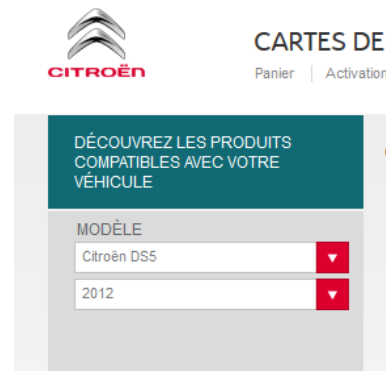 CITROËN
CARTES DE
Panier | Activation
DÉCOUVREZ LES PRODUITS
COMPATIBLES AVEC VOTRE
VÉHICULE
MODÈLE
Citroën DS5
2012